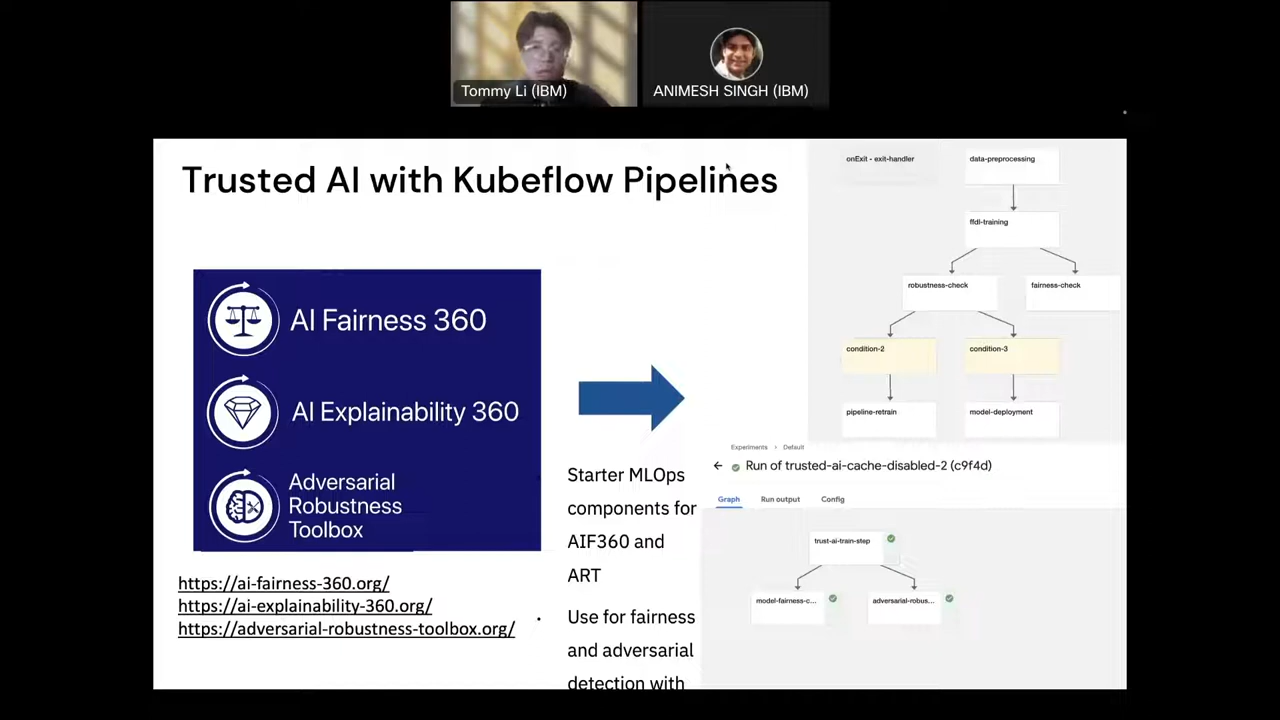 Tommy Li (IBM)
ANIMESH SINGH (IBM)
Trusted AI with Kubeflow Pipelines
AI Fairness 360
AI Explainability 360
Adversarial
Robustness
Toolbox
https://ai-fairness-360.org/
https://ai-explainability-360.org/
https://adversarial-robustness-toolbox.org/
Starter MLOps
components for
AIF360 and
ART
Use for fairness
and adversarial
detection with
onExit - exit-handler
data-preprocessing
ffdl-training
robustness-check
fairness-check
condition-2
condition-3
pipeline-retrain
model-deployment
Experiments > Default
Run of trusted-ai-cache-disabled-2 (c9f4d)
Graph
Run output
Config
trust-ai-train-step
model-fairness-c...
adversarial-robus...